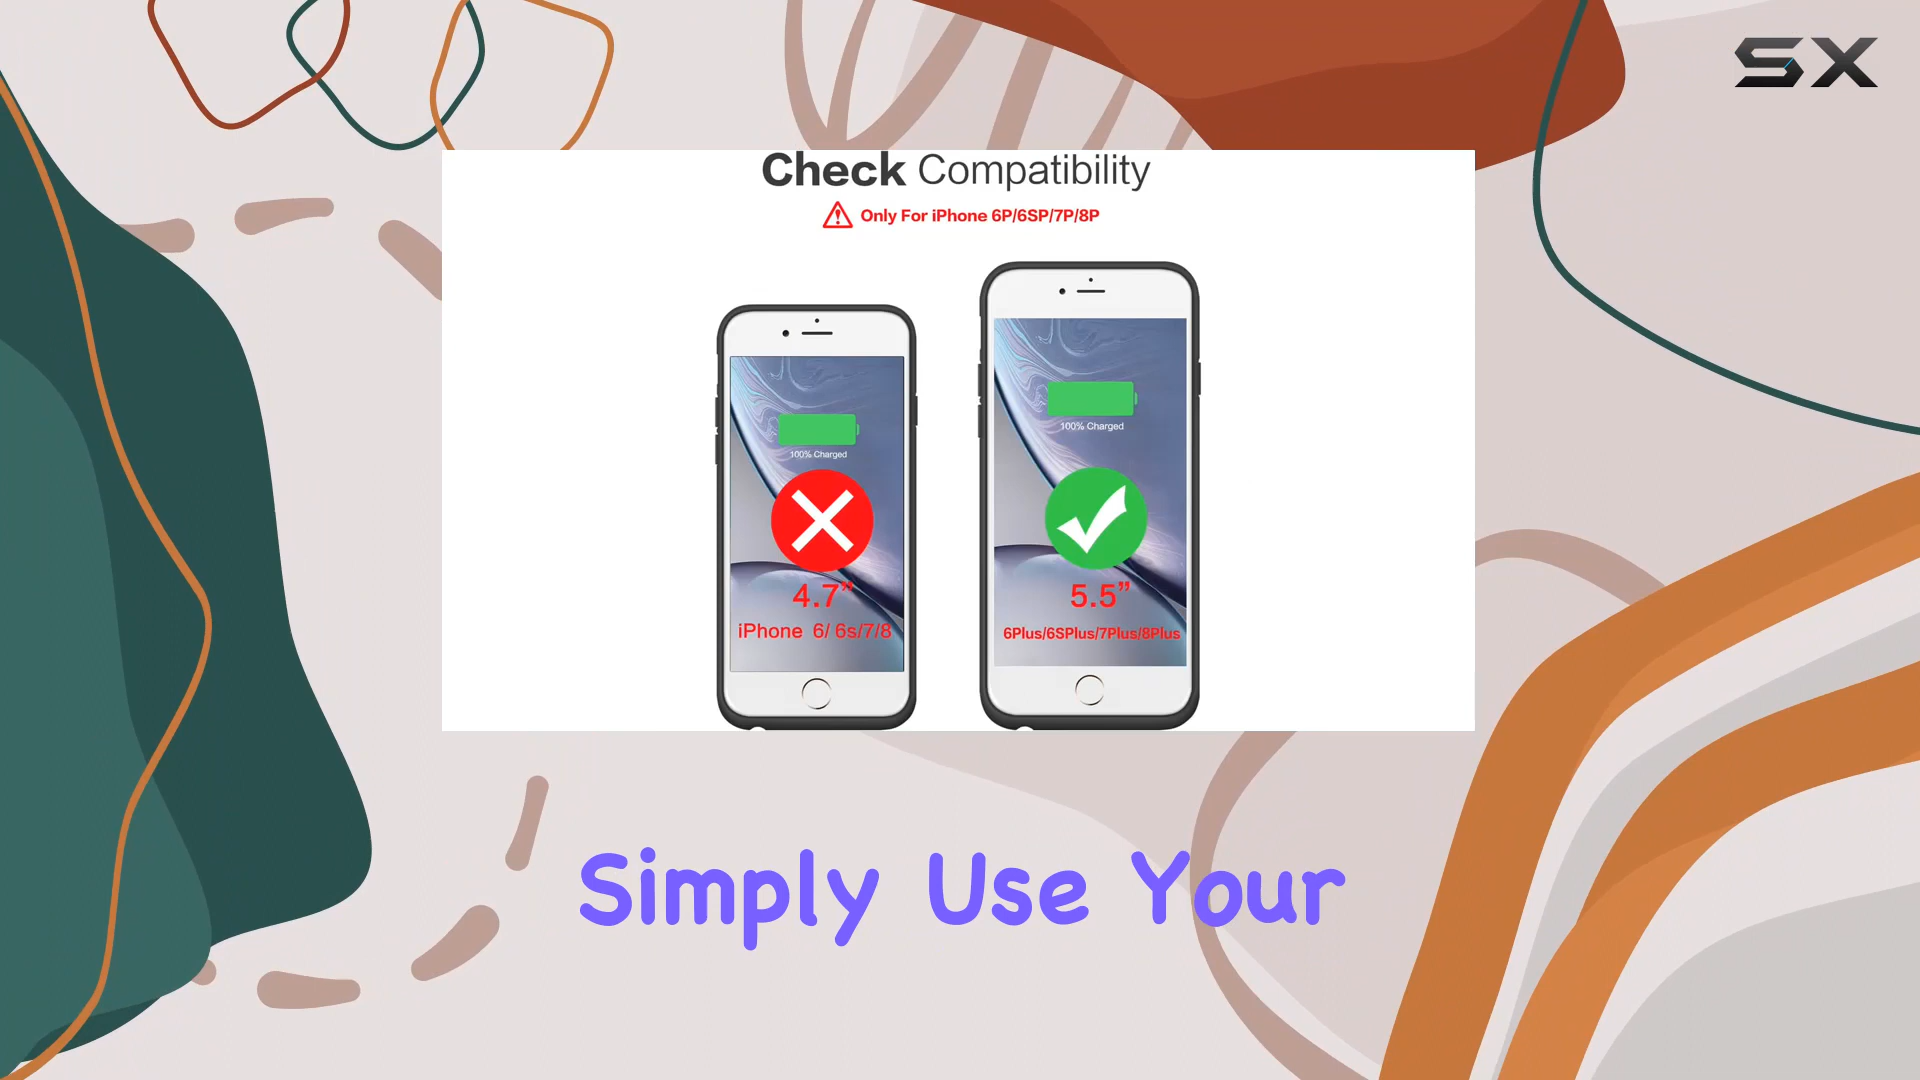 SX
Check Compatibility
Only For iPhone 6P/6SP/7P/8P
100% Charged
4.7”
iPhone 6/ 6s/7/8
100% Charged
5.5”
6Plus/6SPlus/7Plus/8Plus
Simply Use Your